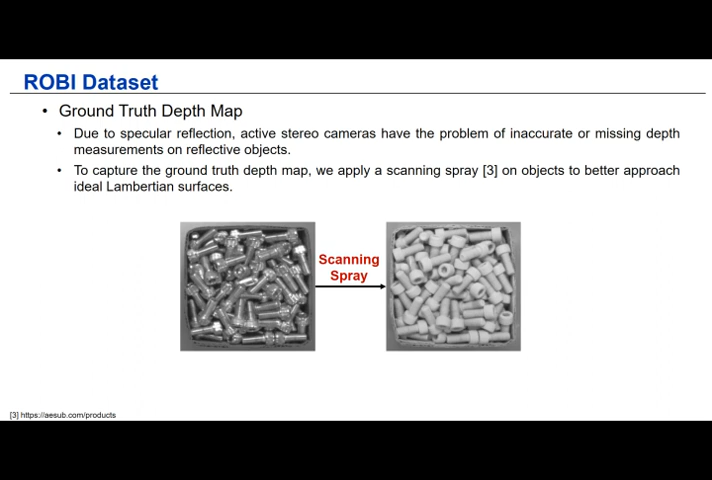 ROBI Dataset
• Ground Truth Depth Map
• Due to specular reflection, active stereo cameras have the problem of inaccurate or missing depth
measurements on reflective objects.
• To capture the ground truth depth map, we apply a scanning spray [3] on objects to better approach
ideal Lambertian surfaces.
Scanning
Spray
[3] https://aesub.com/products